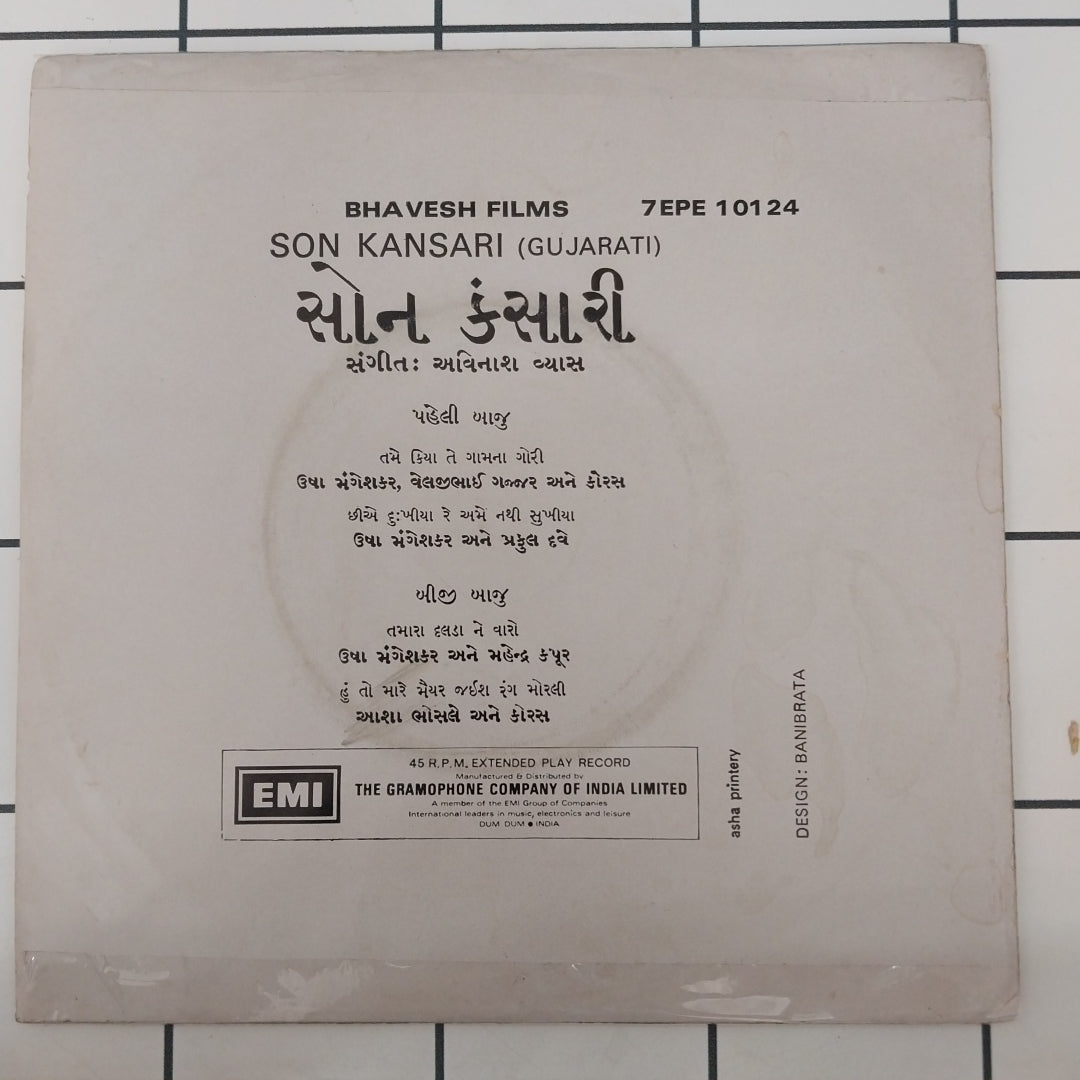 BHAVESH FILMS 7EPE 10124
SON KANSARI (GUJARATI)
સોન કંસારી
સંગીતઃ અવિનાશ વ્યાસ
પહેલી બાજુ
તમે કિયા તે ગામના ગોરી
ઉષા મંગેશકર, વેલજીભાઈ ગજ્જર અને કોરસ
છીએ દુઃખીયા રે અમે નથી સુખીયા
ઉષા મંગેશકર અને પ્રફુલ દવે
બીજી બાજુ
તમારા દલડા ને વારો
ઉષા મંગેશકર અને મહેન્દ્ર કપૂર
હું તો મારે મૈયર જઈશ રંગ મોરલી
આશા ભોસલે અને કોરસ
45 R.P.M. EXTENDED PLAY RECORD
Manufactured & Distributed by
THE GRAMOPHONE COMPANY OF INDIA LIMITED
A member of the EMI Group of Companies
International leaders in music, electronics and leisure
DUM DUM ● INDIA
EMI
asha printery
DESIGN: BANIBRATA